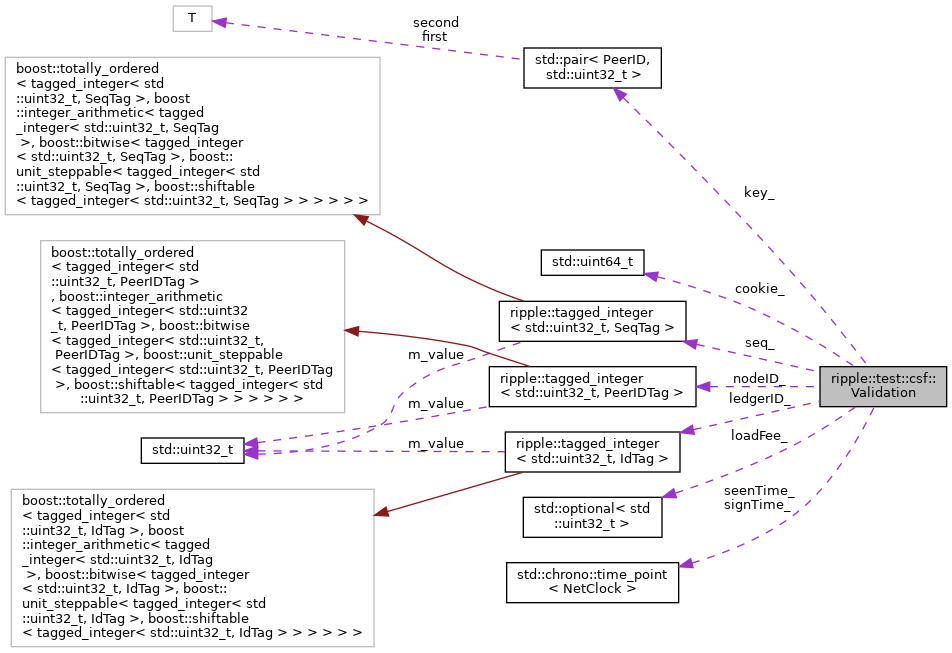 T
second
first
std::pair< PeerID,
std::uint32_t >
boost::totally_ordered
< tagged_integer< std
::uint32_t, SeqTag >, boost
::integer_arithmetic< tagged
_integer< std::uint32_t, SeqTag
>, boost::bitwise< tagged_integer
< std::uint32_t, SeqTag >, boost::
unit_steppable< tagged_integer< std
::uint32_t, SeqTag >, boost::shiftable
< tagged_integer< std::uint32_t, SeqTag > > > > > >
key_
boost::totally_ordered
< tagged_integer< std
::uint32_t, PeerIDTag >
, boost::integer_arithmetic
< tagged_integer< std::uint32
_t, PeerIDTag >, boost::bitwise
< tagged_integer< std::uint32_t,
PeerIDTag >, boost::unit_steppable
< tagged_integer< std::uint32_t, PeerIDTag
>, boost::shiftable< tagged_integer< std
::uint32_t, PeerIDTag > > > > > >
std::uint64_t
cookie_
ripple::tagged_integer
< std::uint32_t, SeqTag >
seq_
m_value
ripple::tagged_integer
< std::uint32_t, PeerIDTag >
nodeID_
ripple::test::csf::
Validation
m_value
ledgerID_
std::uint32_t
m_value
ripple::tagged_integer
< std::uint32_t, IdTag >
loadFee_
boost::totally_ordered
< tagged_integer< std
::uint32_t, IdTag >, boost
::integer_arithmetic< tagged
_integer< std::uint32_t, IdTag
>, boost::bitwise< tagged_integer
< std::uint32_t, IdTag >, boost::
unit_steppable< tagged_integer< std
::uint32_t, IdTag >, boost::shiftable
< tagged_integer< std::uint32_t, IdTag > > > > > >
std::optional< std
::uint32_t >
seenTime_
signTime_
std::chrono::time_point
< NetClock >